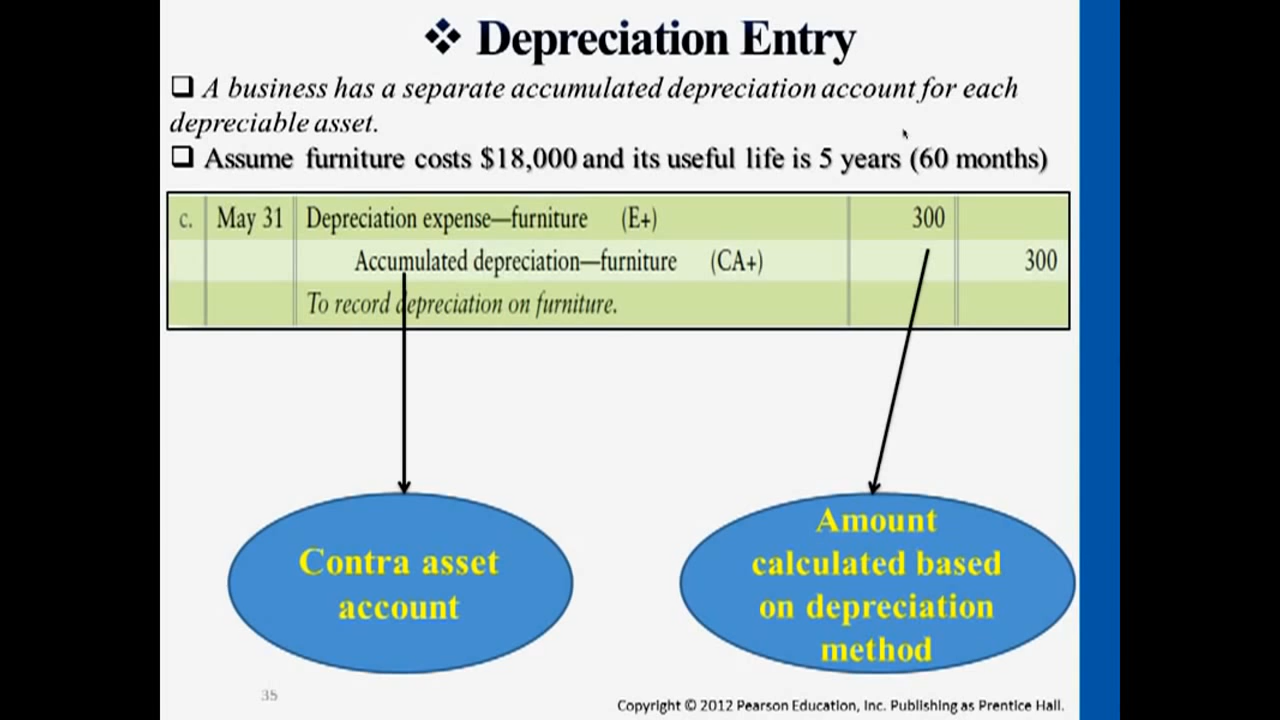 ❖ Depreciation Entry
❑ A business has a separate accumulated depreciation account for each
depreciable asset.
❑ Assume furniture costs $18,000 and its useful life is 5 years (60 months)
c. May 31 Depreciation expense—furniture (E+) 300
Accumulated depreciation—furniture (CA+) 300
To record depreciation on furniture.
Contra asset
account
Amount
calculated based
on depreciation
method
35
Copyright © 2012 Pearson Education, Inc. Publishing as Prentice Hall.